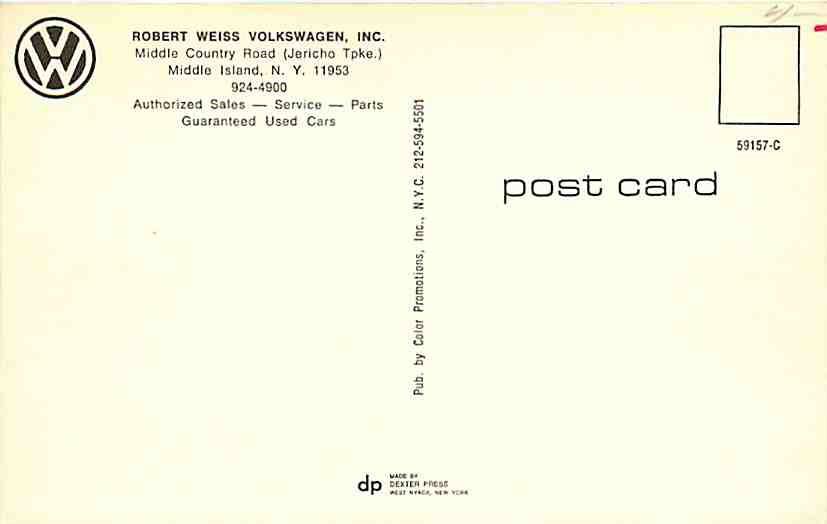 VW
ROBERT WEISS VOLKSWAGEN, INC.
Middle Country Road (Jericho Tpke.)
Middle Island, N. Y. 11953
924-4900
Authorized Sales — Service — Parts
Guaranteed Used Cars
Pub. by Color Promotions, Inc., N.Y.C. 212-594-5501
59157-C
post card
dp
MADE BY
DEXTER PRESS
WEST NYACK, NEW YORK